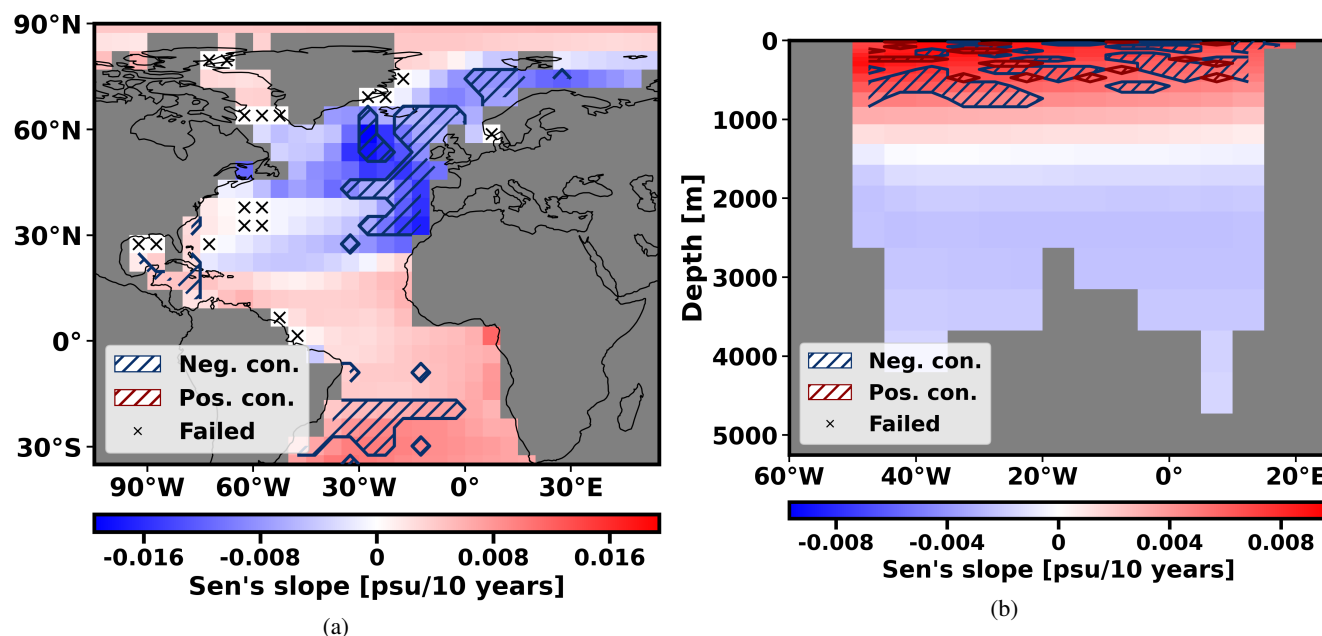 90°N
60°N
30°N
0°
30°S
90°W 60°W 30°W 0° 30°E
Neg. con.
Pos. con.
Failed
-0.016 -0.008 0 0.008 0.016
Sen's slope [psu/10 years]
(a)
Depth [m]
0
1000
2000
3000
4000
5000
60°W 40°W 20°W 0° 20°E
Neg. con.
Pos. con.
Failed
-0.008 -0.004 0 0.004 0.008
Sen's slope [psu/10 years]
(b)